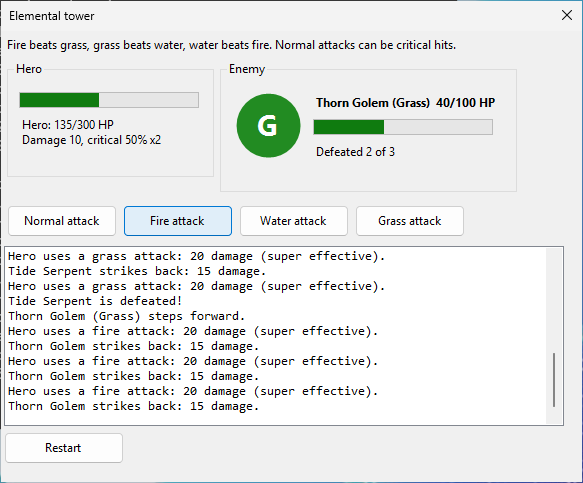 Elemental tower
Fire beats grass, grass beats water, water beats fire. Normal attacks can be critical hits.
Hero
Hero: 135/300 HP
Damage 10, critical 50% x2
Enemy
G
Thorn Golem (Grass)  40/100 HP
Defeated 2 of 3
Normal attack
Fire attack
Water attack
Grass attack
Hero uses a grass attack: 20 damage (super effective).
Tide Serpent strikes back: 15 damage.
Hero uses a grass attack: 20 damage (super effective).
Tide Serpent is defeated!
Thorn Golem (Grass) steps forward.
Hero uses a fire attack: 20 damage (super effective).
Thorn Golem strikes back: 15 damage.
Hero uses a fire attack: 20 damage (super effective).
Thorn Golem strikes back: 15 damage.
Hero uses a fire attack: 20 damage (super effective).
Thorn Golem strikes back: 15 damage.
Restart